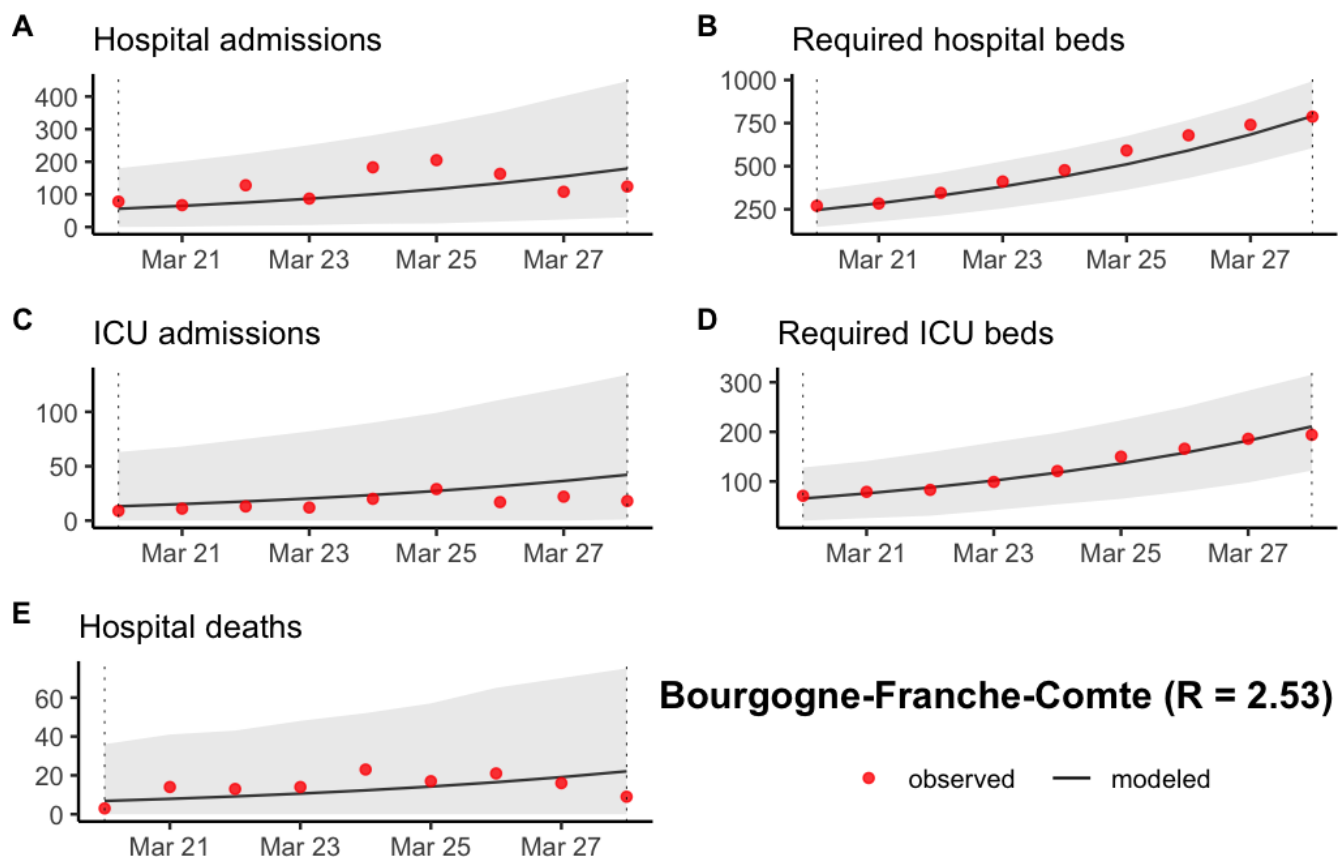 A
Hospital admissions
400
300
200
100
0
Mar 21 Mar 23 Mar 25 Mar 27
B
Required hospital beds
1000
750
500
250
Mar 21 Mar 23 Mar 25 Mar 27
C
ICU admissions
100
50
0
Mar 21 Mar 23 Mar 25 Mar 27
D
Required ICU beds
300
200
100
Mar 21 Mar 23 Mar 25 Mar 27
E
Hospital deaths
60
40
20
0
Mar 21 Mar 23 Mar 25 Mar 27
Bourgogne-Franche-Comte (R = 2.53)
observed modeled